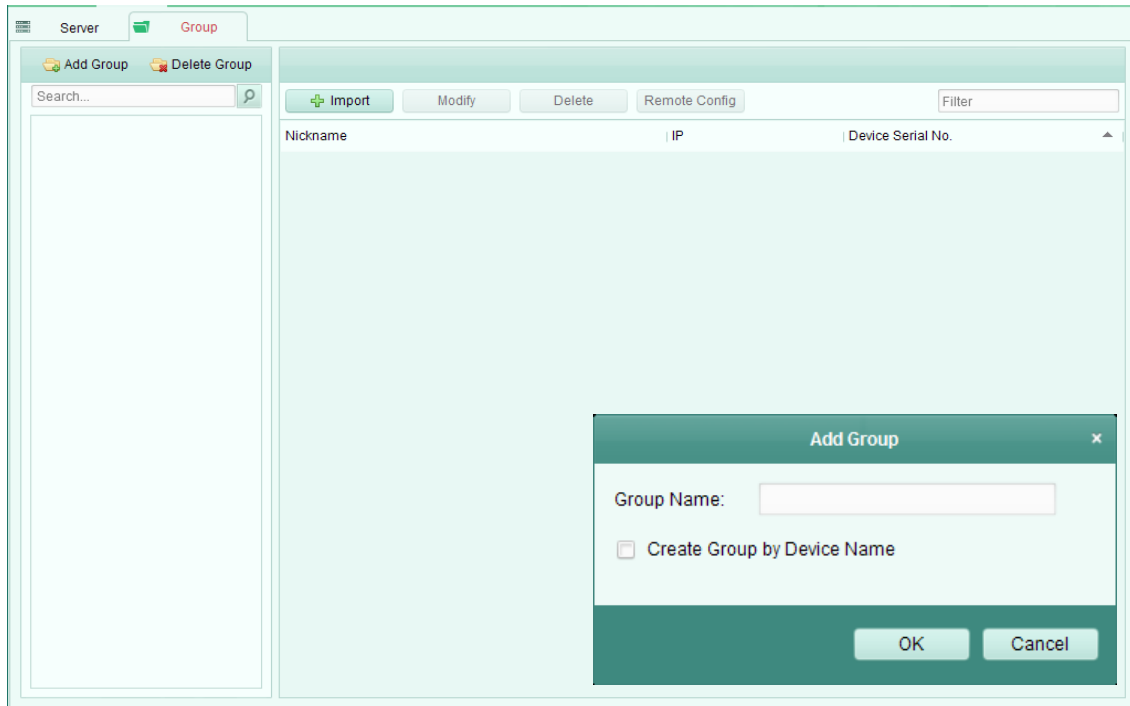 Server Group
Add Group Delete Group
Search...
Import Modify Delete Remote Config Filter
Nickname IP Device Serial No.
Add Group ×
Group Name:
Create Group by Device Name
OK Cancel